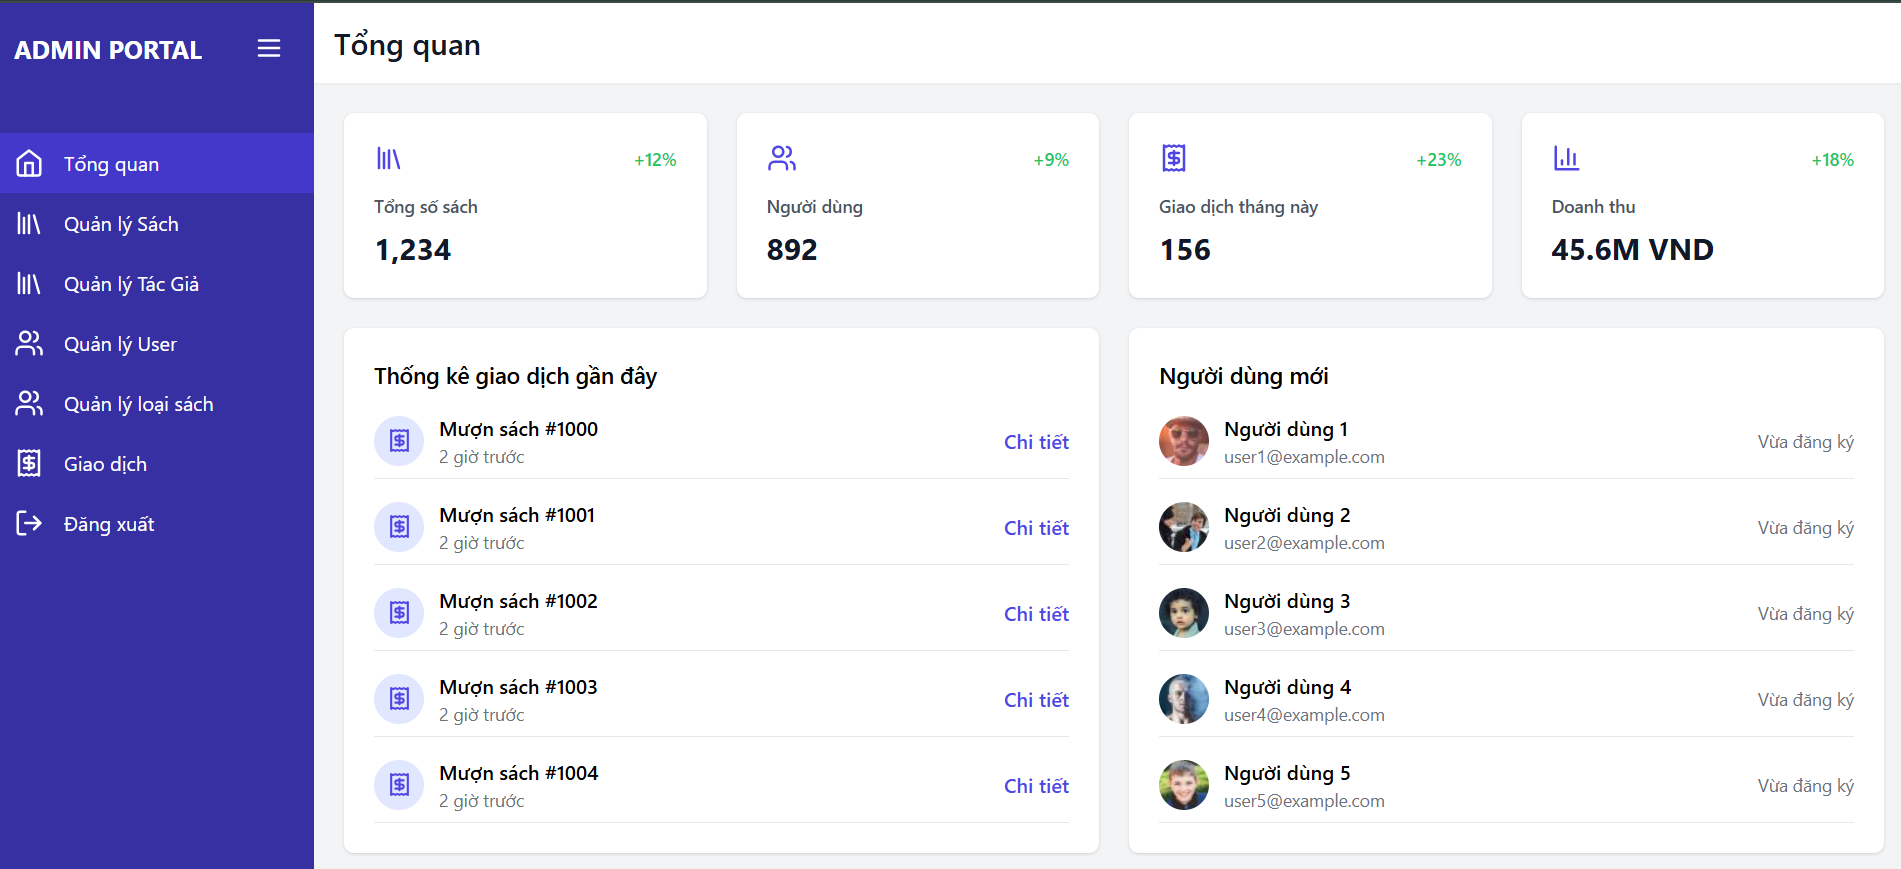 ADMIN PORTAL
Tổng quan
Quản lý Sách
Quản lý Tác Giả
Quản lý User
Quản lý loại sách
Giao dịch
Đăng xuất
Tổng quan
+12%
Tổng số sách
1,234
+9%
Người dùng
892
+23%
Giao dịch tháng này
156
+18%
Doanh thu
45.6M VND
Thống kê giao dịch gần đây
Mượn sách #1000
2 giờ trước
Chi tiết
Mượn sách #1001
2 giờ trước
Chi tiết
Mượn sách #1002
2 giờ trước
Chi tiết
Mượn sách #1003
2 giờ trước
Chi tiết
Mượn sách #1004
2 giờ trước
Chi tiết
Người dùng mới
Người dùng 1
user1@example.com
Vừa đăng ký
Người dùng 2
user2@example.com
Vừa đăng ký
Người dùng 3
user3@example.com
Vừa đăng ký
Người dùng 4
user4@example.com
Vừa đăng ký
Người dùng 5
user5@example.com
Vừa đăng ký